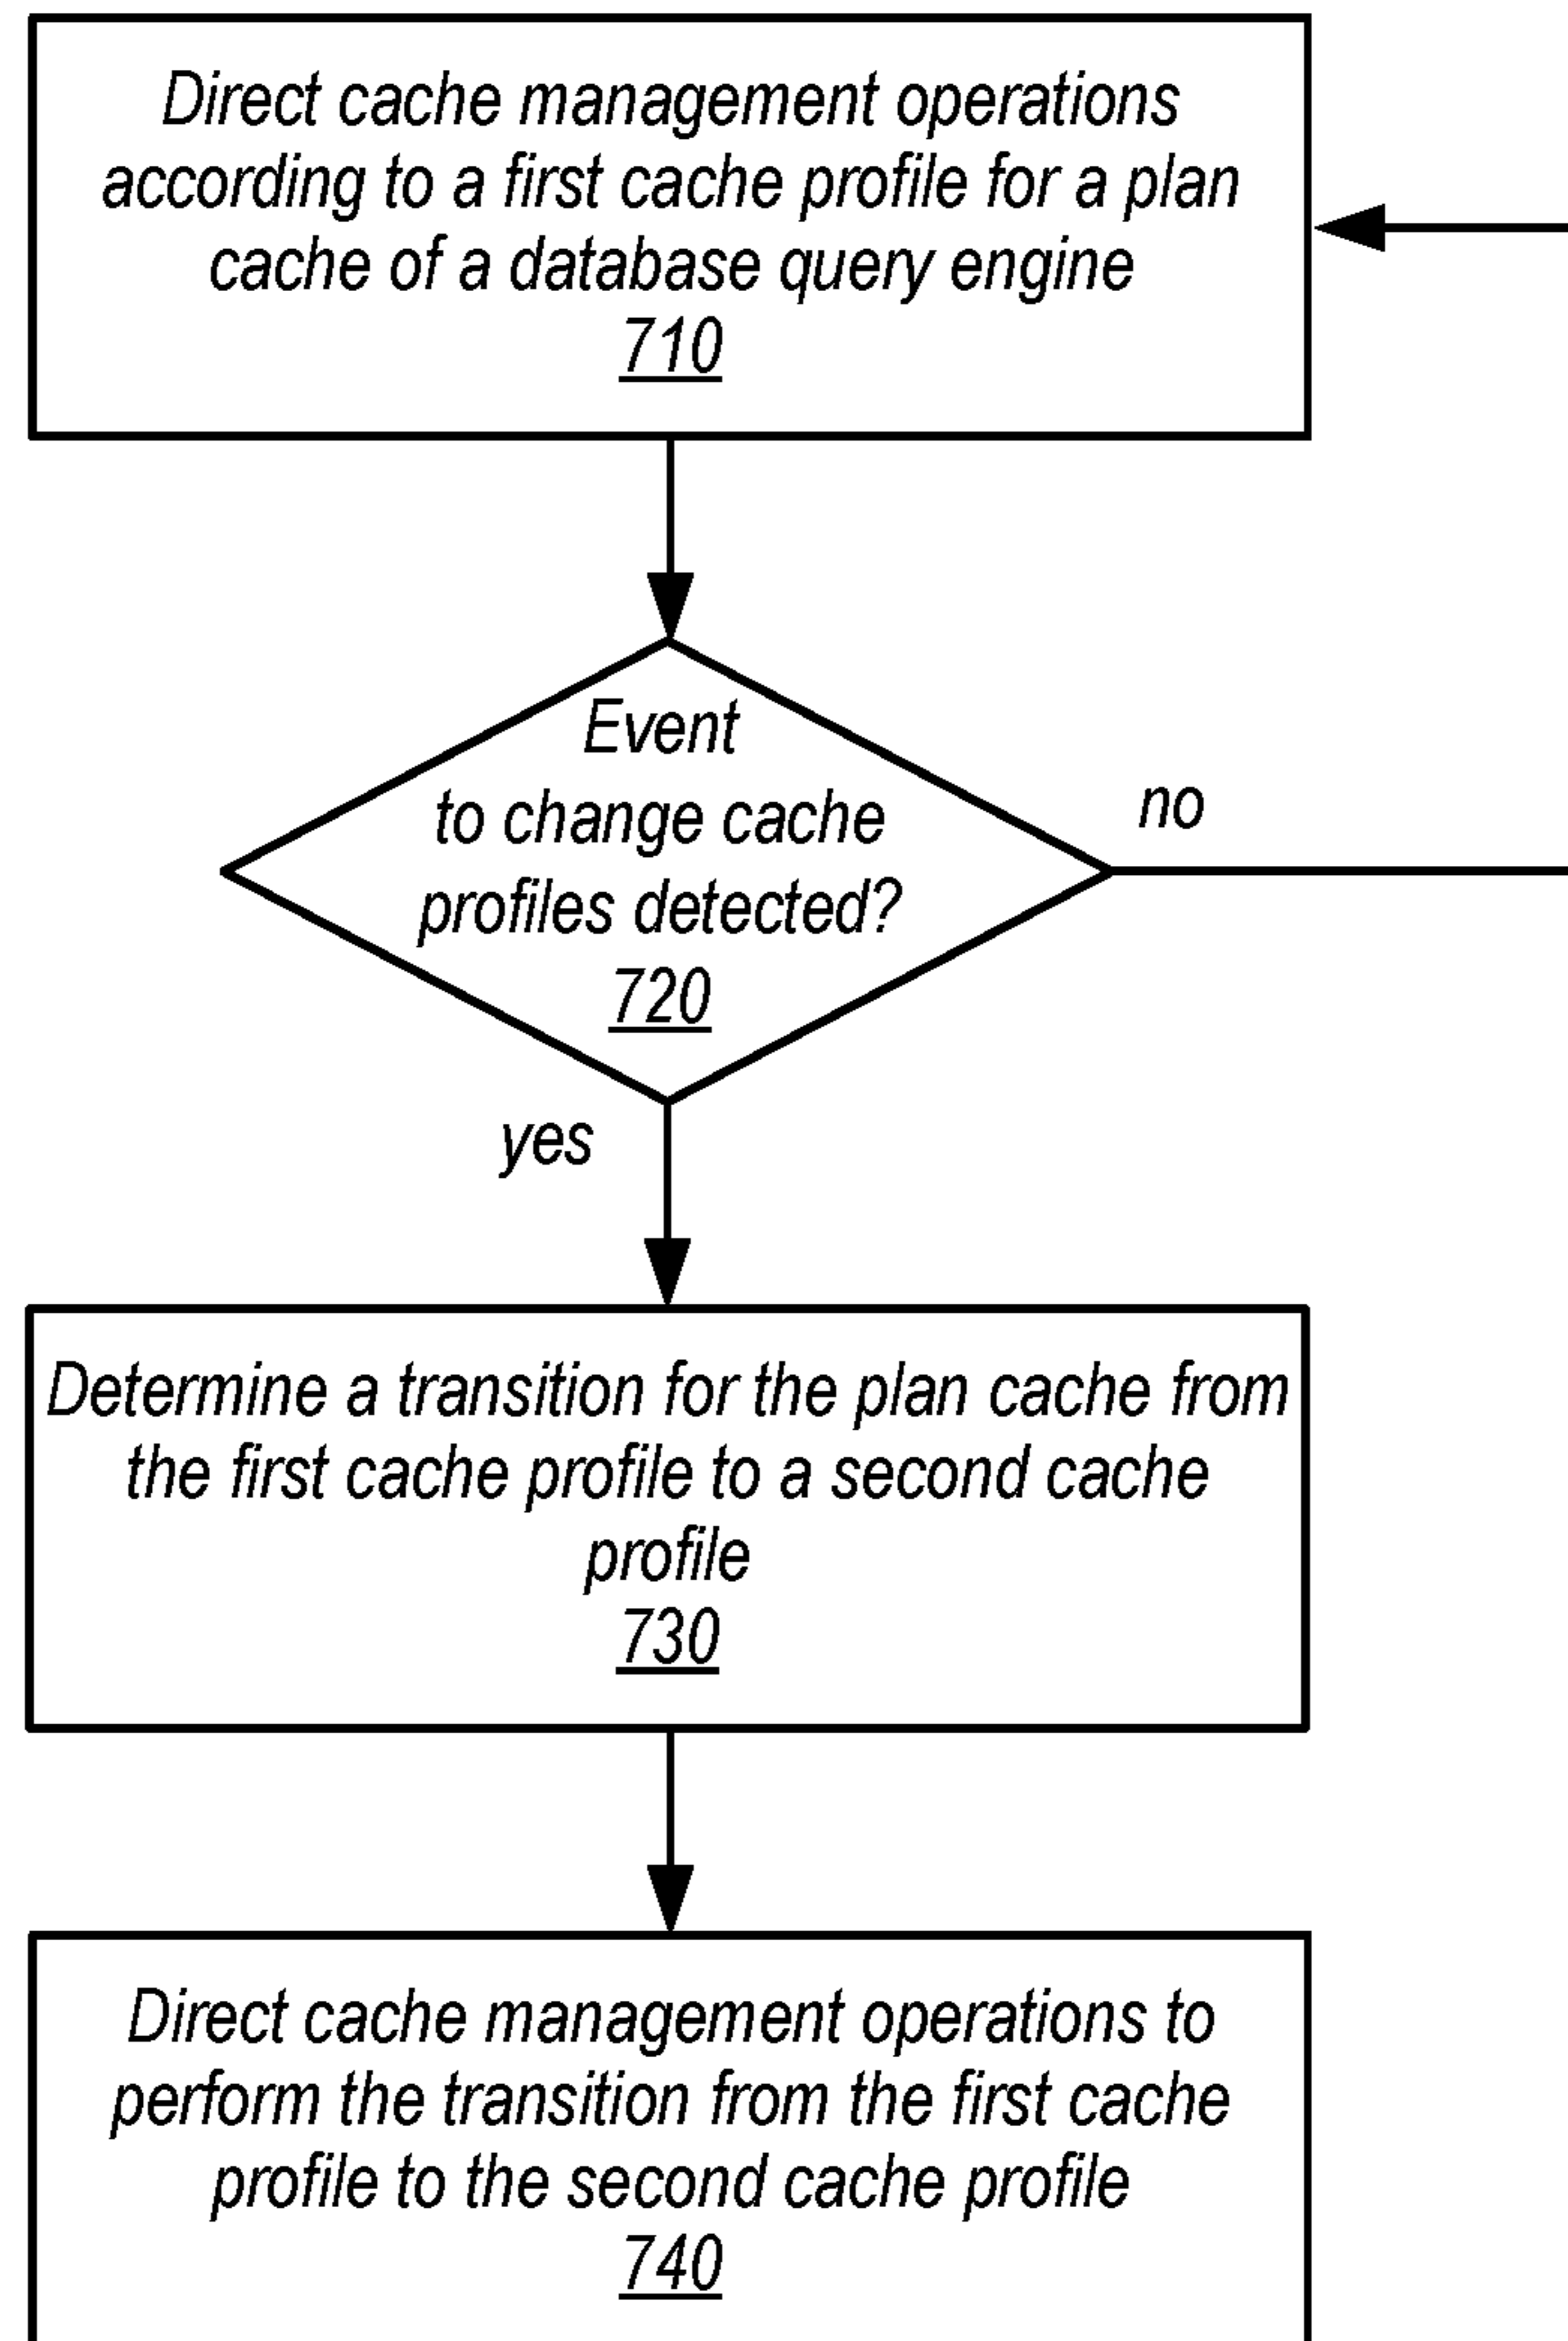 Direct cache management operations
according to a first cache profile for a plan
cache of a database query engine
710
Event
to change cache
profiles detected?
720
no
yes
Determine a transition for the plan cache from
the first cache profile to a second cache
profile
730
Direct cache management operations to
perform the transition from the first cache
profile to the second cache profile
740